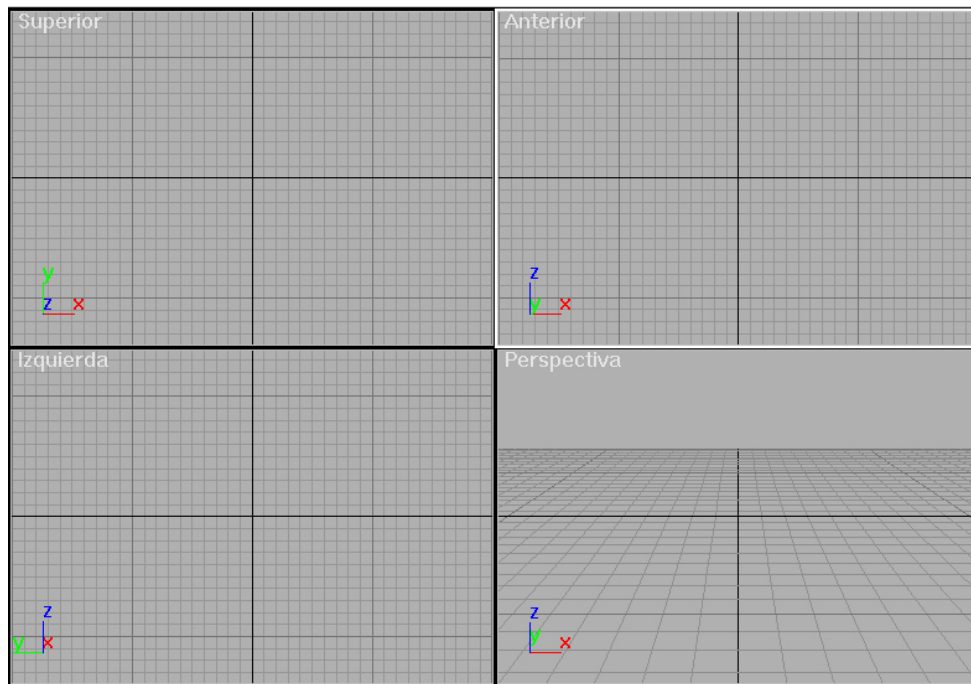 Superior
y
z x
Anterior
z
y x
Izquierda
z
y x
Perspectiva
z
x